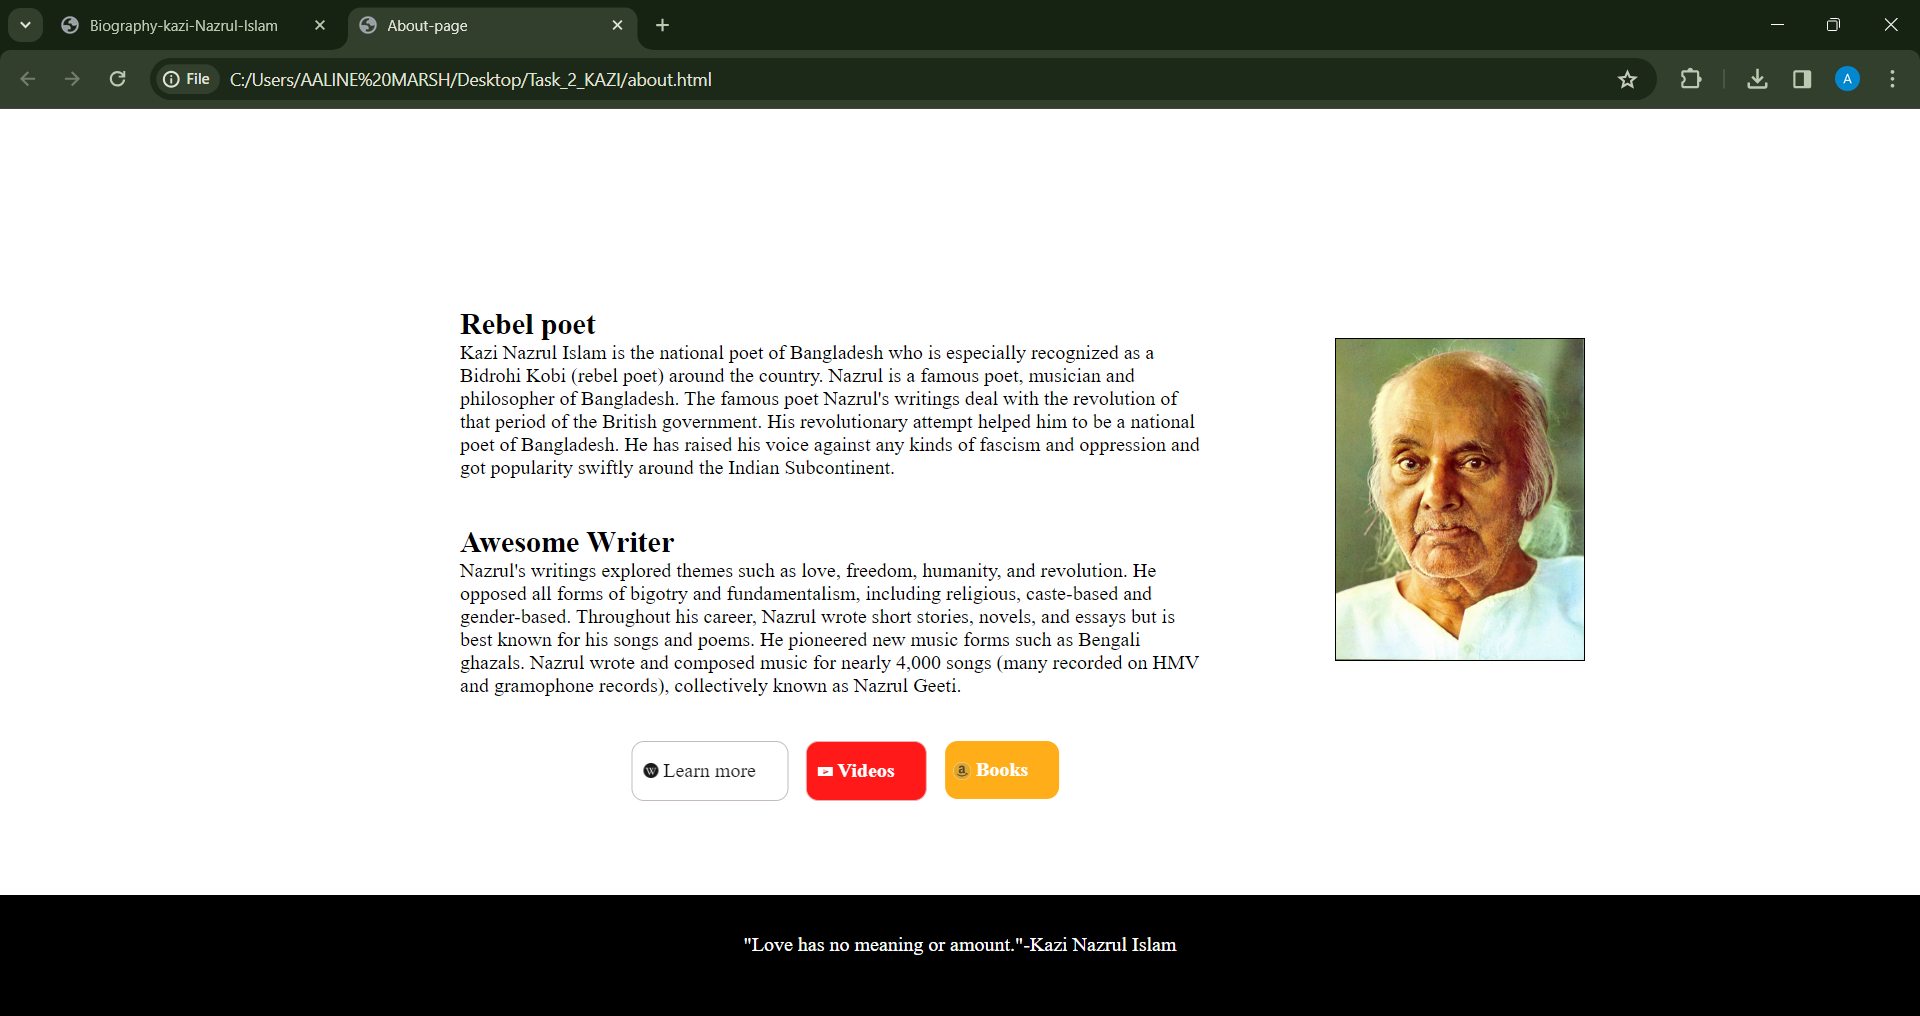 Biography-kazi-Nazrul-Islam
About-page
File
C:/Users/AALINE%20MARSH/Desktop/Task_2_KAZI/about.html
A
Rebel poet
Kazi Nazrul Islam is the national poet of Bangladesh who is especially recognized as a
Bidrohi Kobi (rebel poet) around the country. Nazrul is a famous poet, musician and
philosopher of Bangladesh. The famous poet Nazrul's writings deal with the revolution of
that period of the British government. His revolutionary attempt helped him to be a national
poet of Bangladesh. He has raised his voice against any kinds of fascism and oppression and
got popularity swiftly around the Indian Subcontinent.
Awesome Writer
Nazrul's writings explored themes such as love, freedom, humanity, and revolution. He
opposed all forms of bigotry and fundamentalism, including religious, caste-based and
gender-based. Throughout his career, Nazrul wrote short stories, novels, and essays but is
best known for his songs and poems. He pioneered new music forms such as Bengali
ghazals. Nazrul wrote and composed music for nearly 4,000 songs (many recorded on HMV
and gramophone records), collectively known as Nazrul Geeti.
W Learn more
Videos
a Books
"Love has no meaning or amount."-Kazi Nazrul Islam